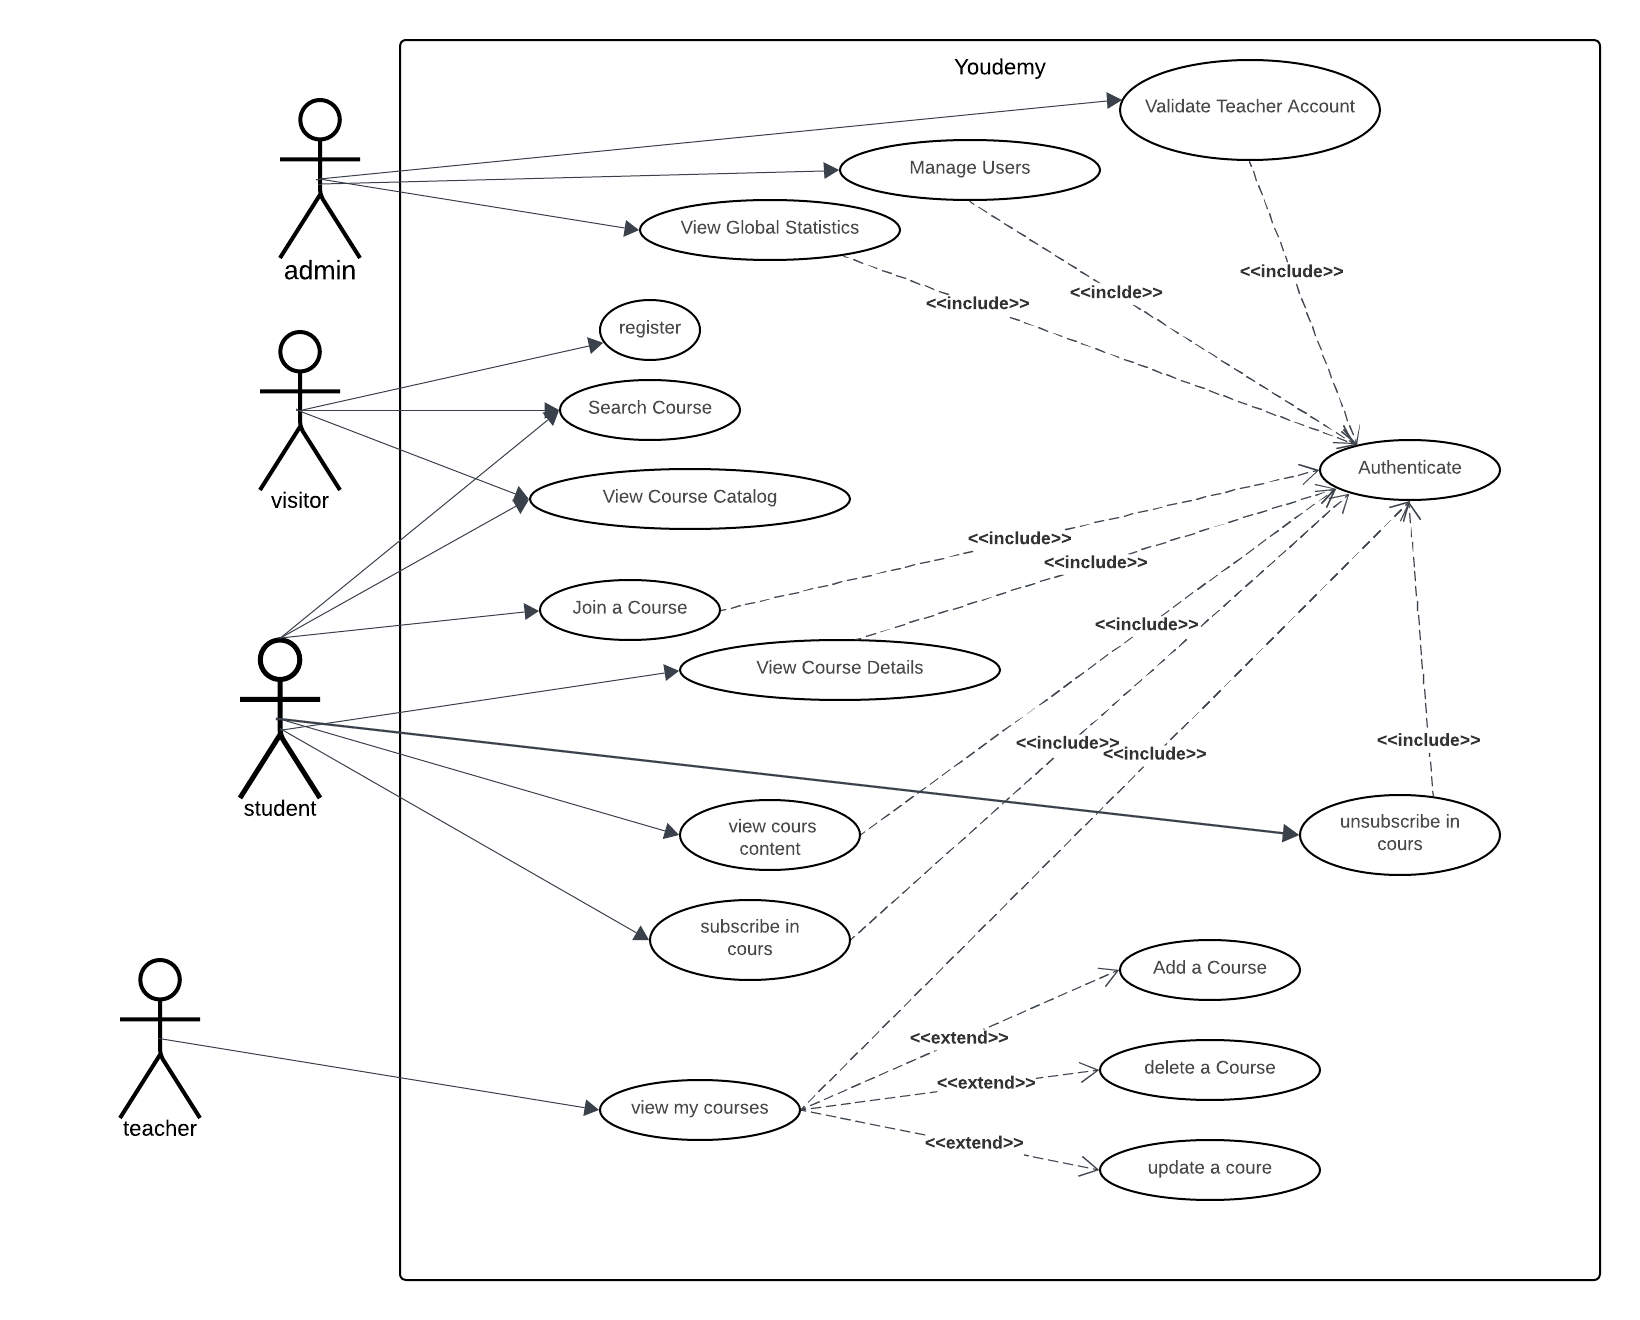 Youdemy
Validate Teacher Account
Manage Users
View Global Statistics
admin
<<include>>
<<inclde>>
<<include>>
register
Search Course
visitor
View Course Catalog
Authenticate
<<include>>
<<include>>
Join a Course
<<include>>
View Course Details
<<include>>
<<include>>
<<include>>
student
view cours
content
unsubscribe in
cours
subscribe in
cours
Add a Course
<<extend>>
delete a Course
<<extend>>
view my courses
teacher
<<extend>>
update a coure